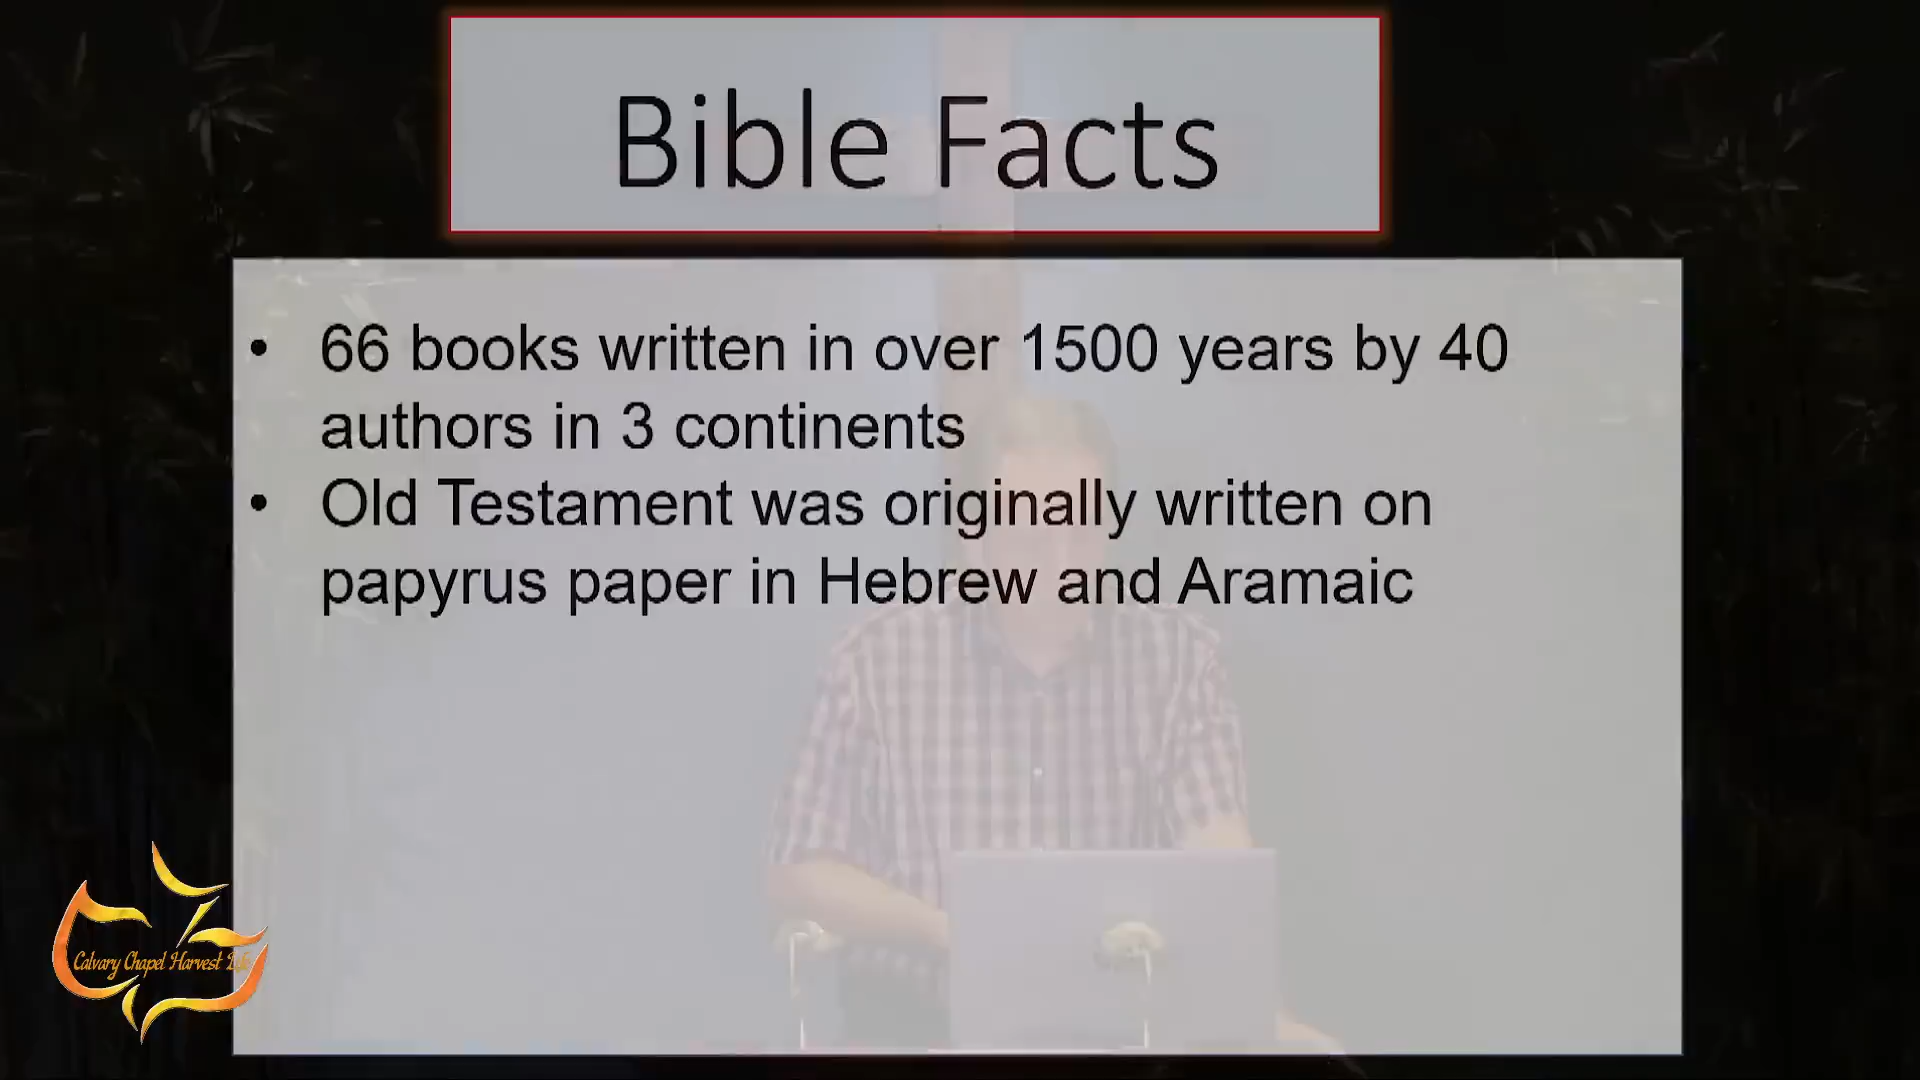 Bible Facts
• 66 books written in over 1500 years by 40
authors in 3 continents
• Old Testament was originally written on
papyrus paper in Hebrew and Aramaic
Calvary Chapel Harvest Life